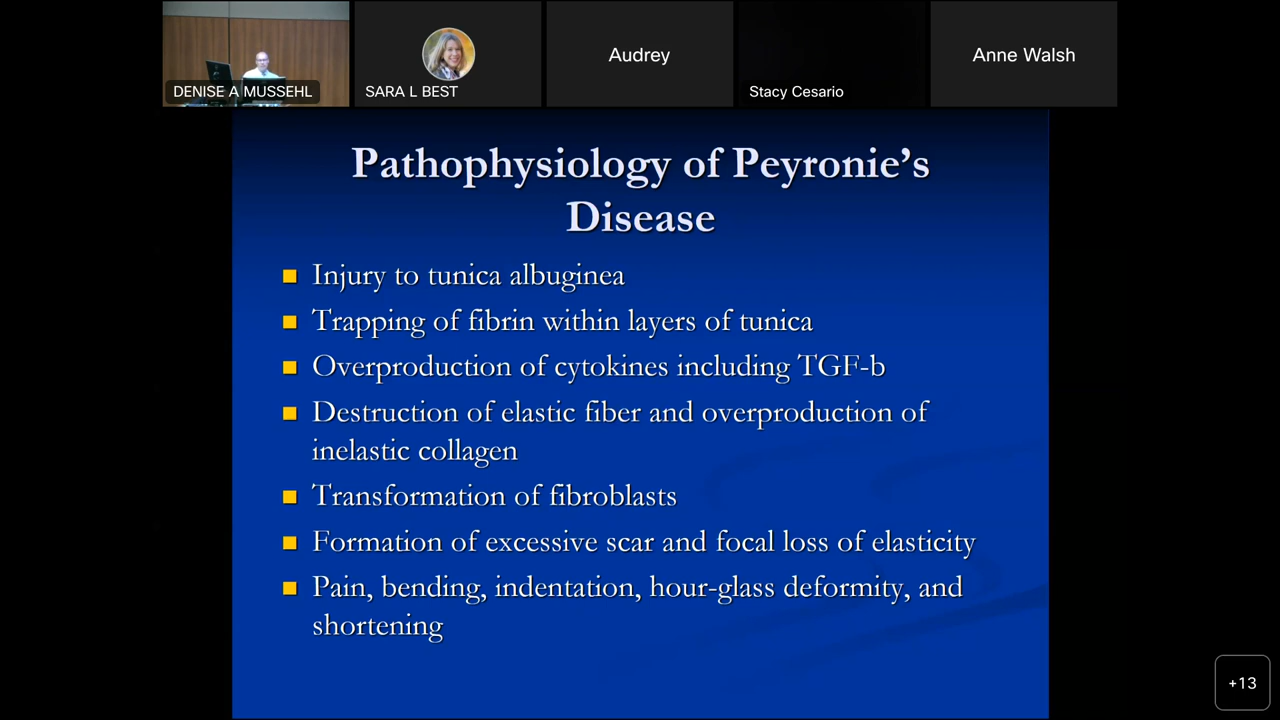 DENISE A MUSSEHL
SARA L BEST
Audrey
Stacy Cesario
Anne Walsh
Pathophysiology of Peyronie’s
Disease
Injury to tunica albuginea
Trapping of fibrin within layers of tunica
Overproduction of cytokines including TGF-b
Destruction of elastic fiber and overproduction of
inelastic collagen
Transformation of fibroblasts
Formation of excessive scar and focal loss of elasticity
Pain, bending, indentation, hour-glass deformity, and
shortening
+13